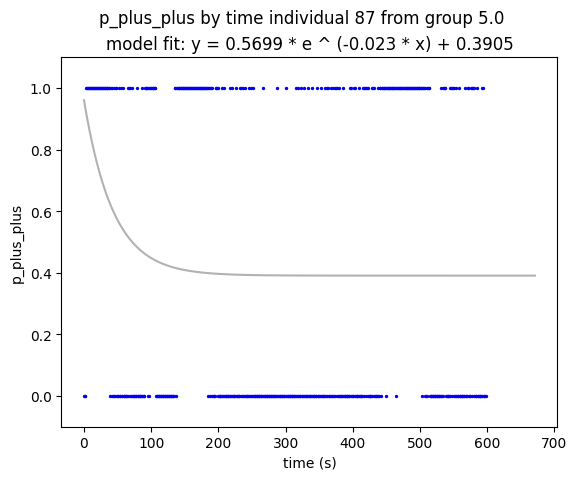 p_plus_plus by time individual 87 from group 5.0
model fit: y = 0.5699 * e ^ (-0.023 * x) + 0.3905
1.0
0.8
0.6
0.4
0.2
0.0
p_plus_plus
0 100 200 300 400 500 600 700
time (s)